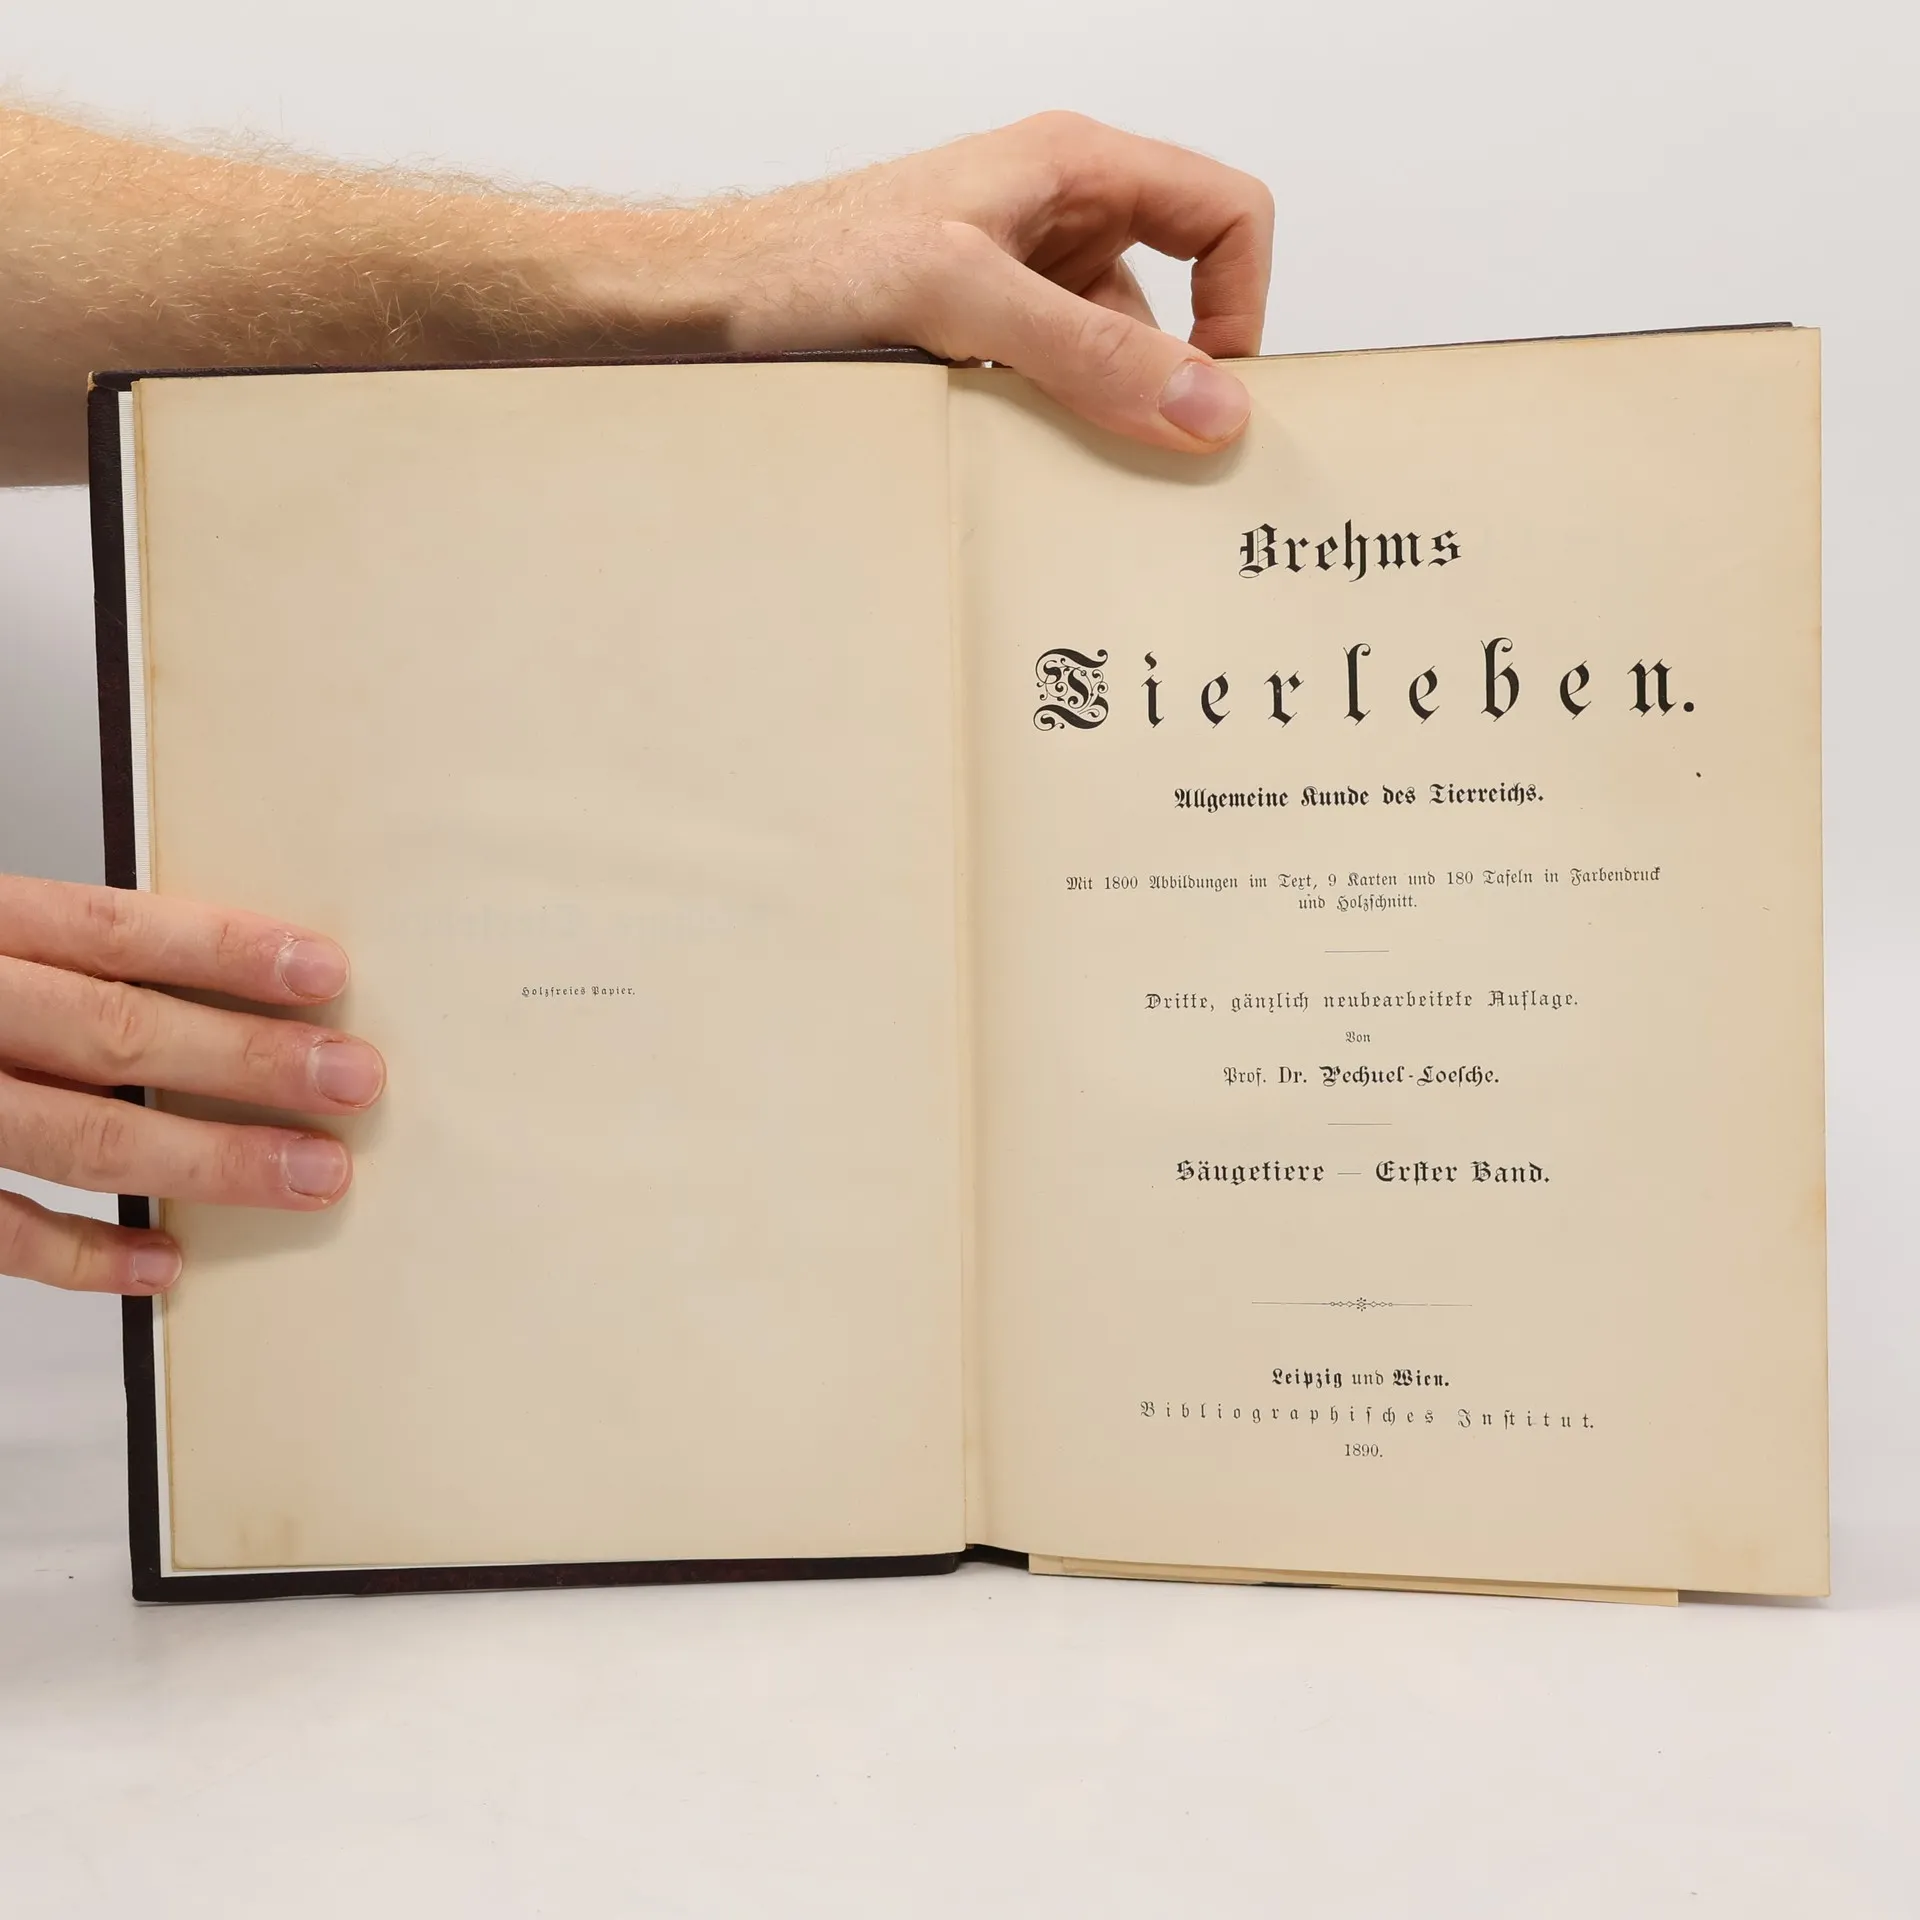 Holzfreies Papier.
Brehms
Tierleben.
Allgemeine Kunde des Tierreichs.
Mit 1800 Abbildungen im Text, 9 Karten und 180 Tafeln in Farbendruck
und Holzschnitt.
Dritte, gänzlich neubearbeitete Auflage.
Von
Prof. Dr. Pechuel-Loesche.
Säugetiere — Erster Band.
Leipzig und Wien.
Bibliographisches Institut.
1890.